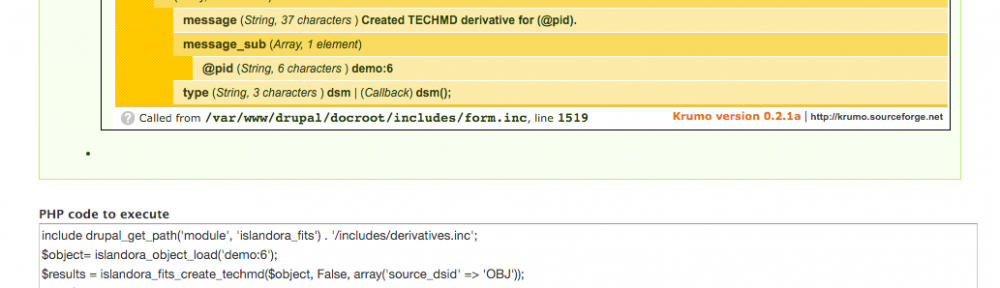 message (String, 37 characters ) Created TECHMD derivative for (@pid).
message_sub (Array, 1 element)
@pid (String, 6 characters ) demo:6
type (String, 3 characters ) dsm | (Callback) dsm();
? Called from /var/www/drupal/docroot/includes/form.inc, line 1519 Krumo version 0.2.1a | http://krumo.sourceforge.net
PHP code to execute
include drupal_get_path('module', 'islandora_fits') . '/includes/derivatives.inc';
$object= islandora_object_load('demo:6');
$results = islandora_fits_create_techmd($object, False, array('source_dsid' => 'OBJ'));